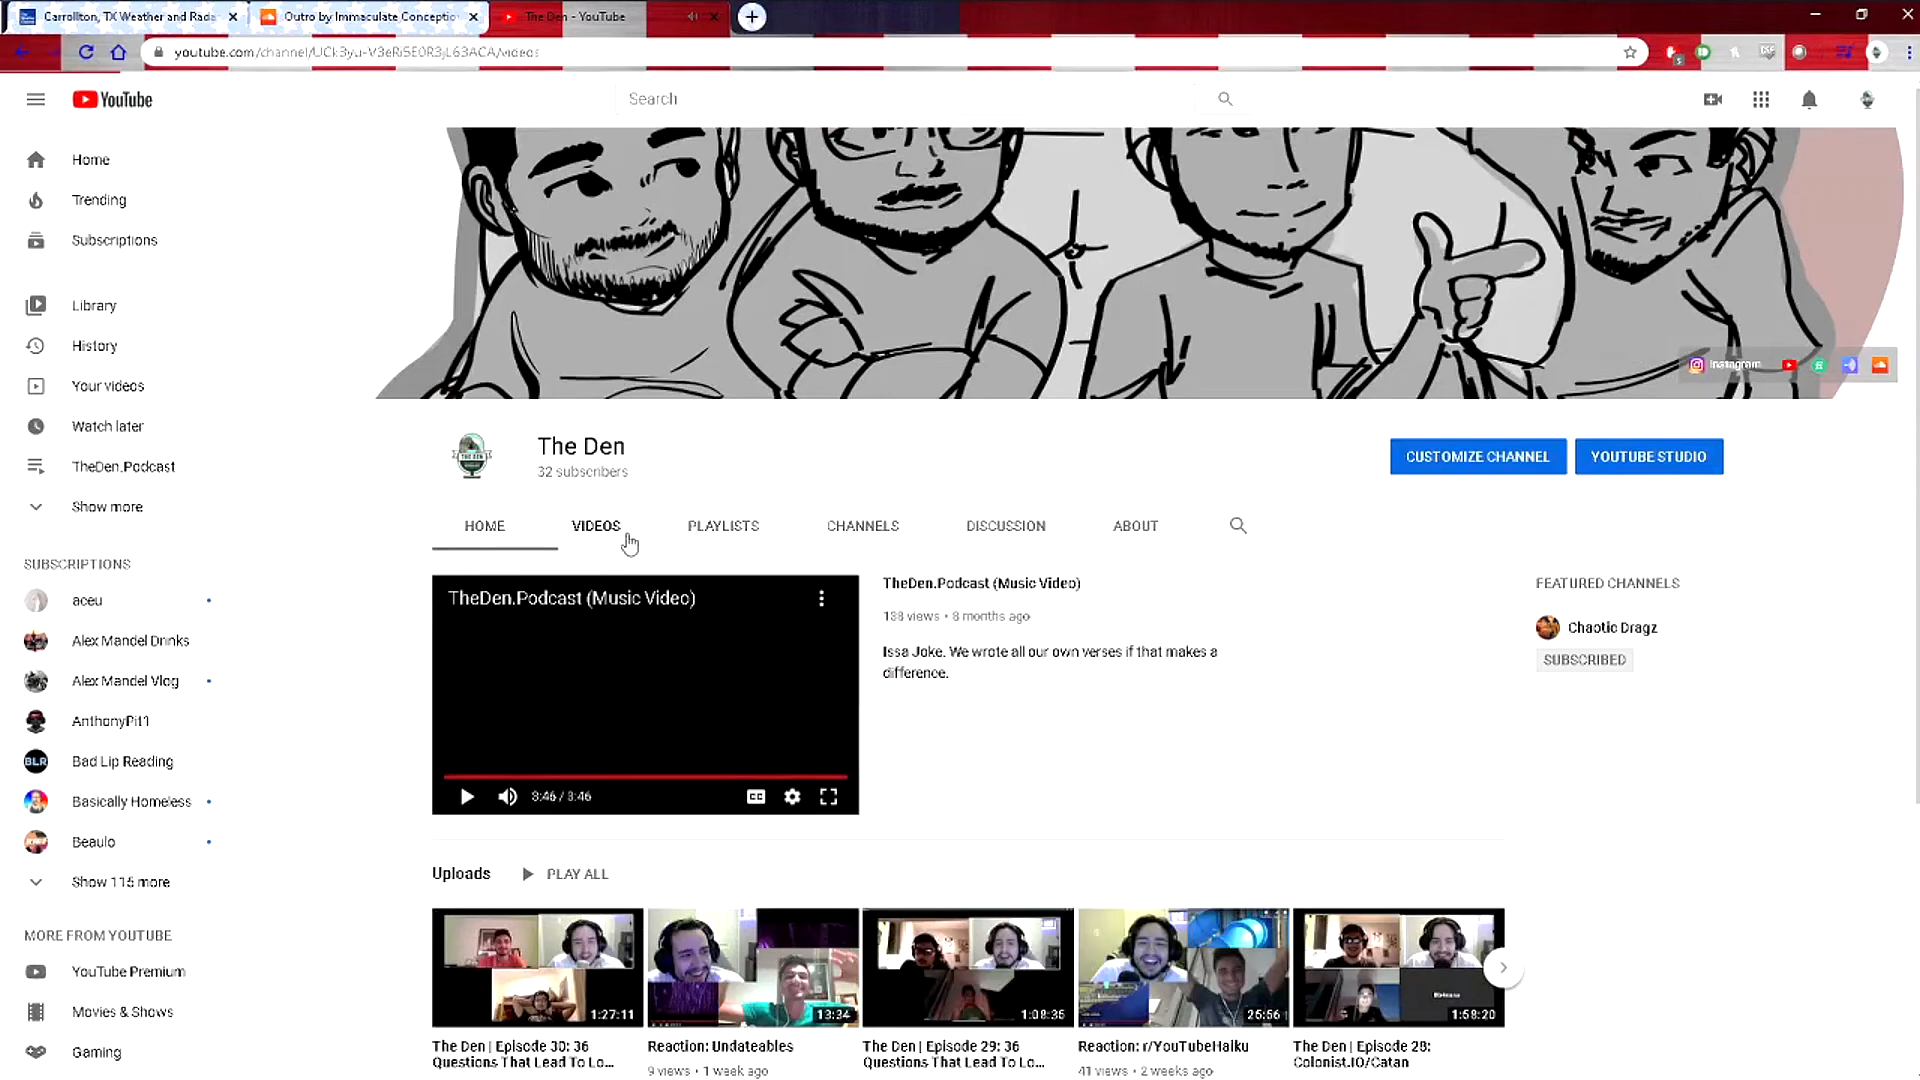 Carrollton, TX Weather and Rada
Outro by Immaculate Conceptio
The Den - YouTube
YouTube
Search
Home
Trending
Subscriptions
Library
History
Your videos
Watch later
TheDen.Podcast
Show more
SUBSCRIPTIONS
aceu
Alex Mandel Drinks
Alex Mandel Vlog
AnthonyPit1
BLR
Bad Lip Reading
Basically Homeless
Beaulo
Show 115 more
MORE FROM YOUTUBE
YouTube Premium
Movies & Shows
Gaming
Instagram
The Den
32 subscribers
CUSTOMIZE CHANNEL
YOUTUBE STUDIO
HOME
VIDEOS
PLAYLISTS
CHANNELS
DISCUSSION
ABOUT
TheDen.Podcast (Music Video)
3:46 / 3:46
CC
TheDen.Podcast (Music Video)
138 views • 8 months ago
Issa Joke. We wrote all our own verses if that makes a
difference.
FEATURED CHANNELS
Chaotic Dragz
SUBSCRIBED
Uploads
PLAY ALL
1:27:11
The Den | Episode 30: 36
Questions That Lead To Lo...
13:34
Reaction: Undateables
9 views • 1 week ago
1:08:35
The Den | Episode 29: 36
Questions That Lead To Lo...
25:56
Reaction: r/YouTubeHaiku
41 views • 2 weeks ago
1:58:20
The Den | Episode 28:
Colonist.IO/Catan